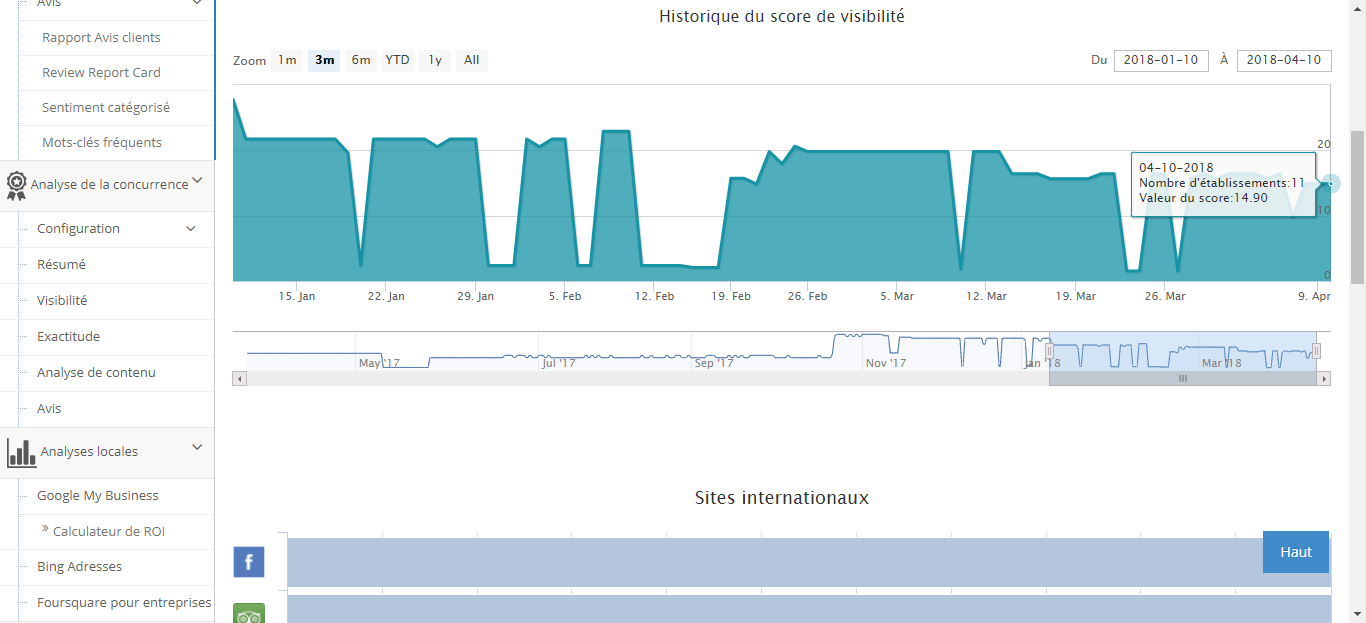 Avis
Rapport Avis clients
Review Report Card
Sentiment catégorisé
Mots-clés fréquents
Analyse de la concurrence
Configuration
Résumé
Visibilité
Exactitude
Analyse de contenu
Avis
Analyses locales
Google My Business
» Calculateur de ROI
Bing Adresses
Foursquare pour entreprises
Historique du score de visibilité
Zoom 1m 3m 6m YTD 1y All
Du 2018-01-10 À 2018-04-10
20
10
0
04-10-2018
Nombre d'établissements:11
Valeur du score:14.90
15. Jan 22. Jan 29. Jan 5. Feb 12. Feb 19. Feb 26. Feb 5. Mar 12. Mar 19. Mar 26. Mar 9. Apr
May '17 Jul '17 Sep '17 Nov '17 Jan '18 Mar '18
Sites internationaux
f
Haut